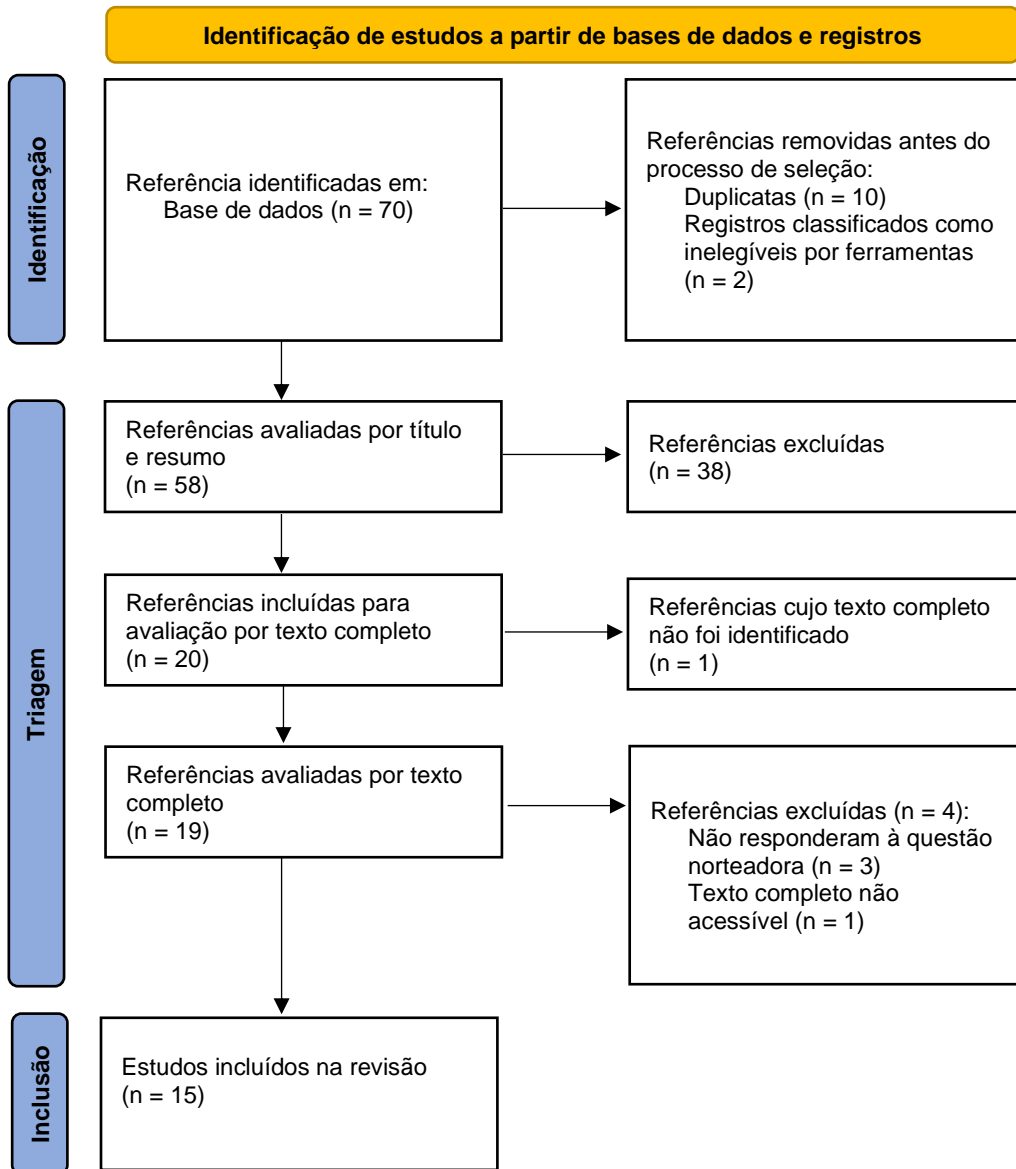 Identificação de estudos a partir de bases de dados e registros
Identificação
Referência identificadas em:
Base de dados (n = 70)
Referências removidas antes do
processo de seleção:
Duplicatas (n = 10)
Registros classificados como
inelegíveis por ferramentas
(n = 2)
Triagem
Referências avaliadas por título
e resumo
(n = 58)
Referências excluídas
(n = 38)
Referências incluídas para
avaliação por texto completo
(n = 20)
Referências cujo texto completo
não foi identificado
(n = 1)
Referências avaliadas por texto
completo
(n = 19)
Referências excluídas (n = 4):
Não responderam à questão
norteadora (n = 3)
Texto completo não
acessível (n = 1)
Inclusão
Estudos incluídos na revisão
(n = 15)